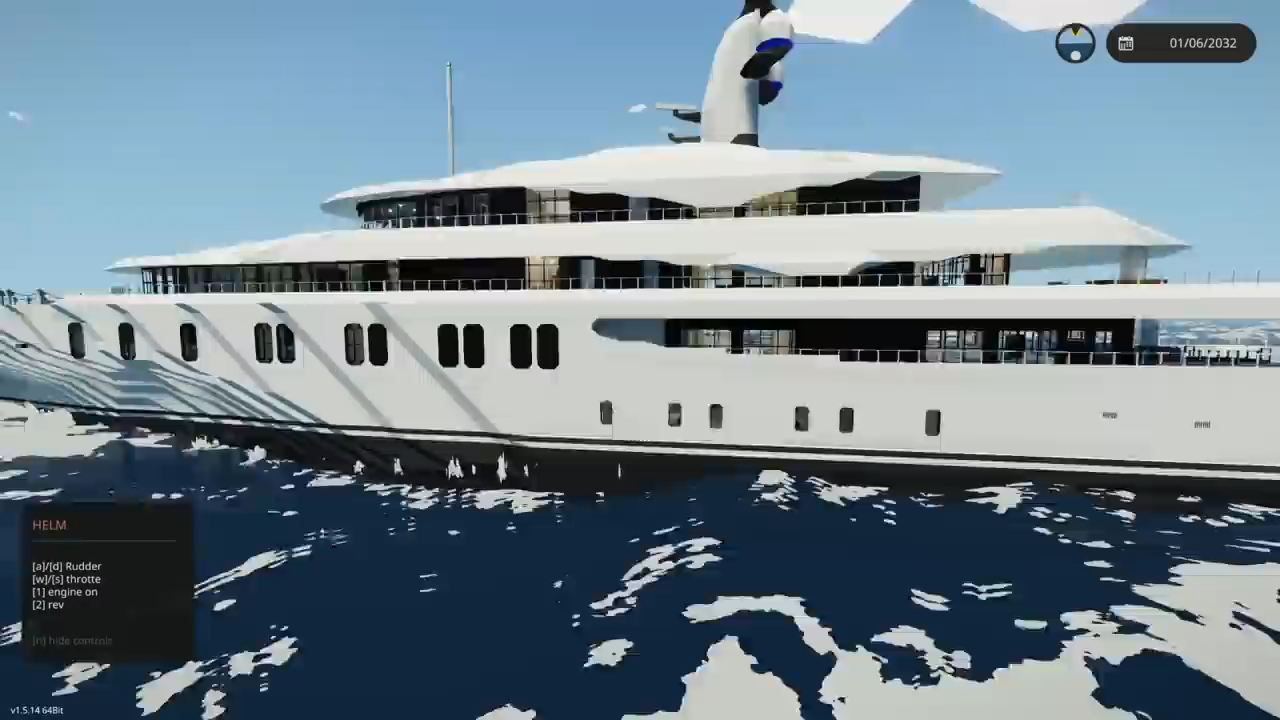 01/06/2032
HELM
[a]/[d] Rudder
[w]/[s] throtte
[1] engine on
[2] rev
[n] hide controls
v1.5.14 64Bit